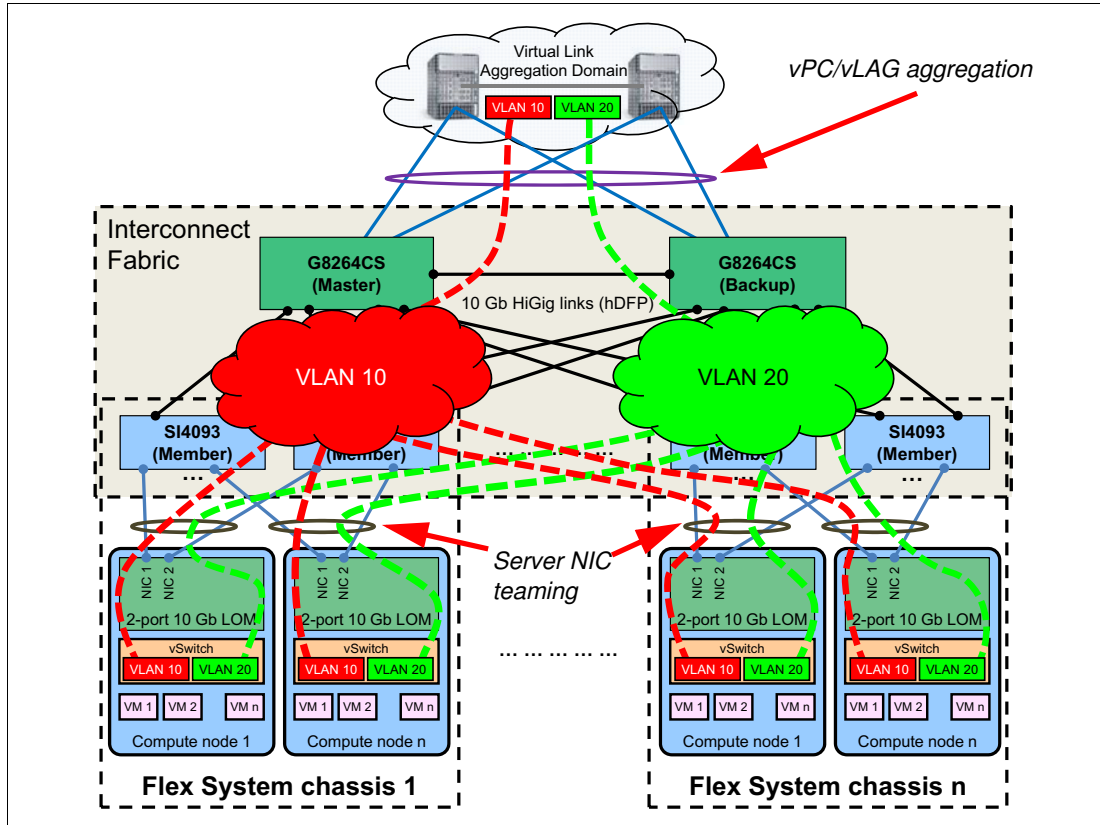 Virtual Link
Aggregation Domain
VLAN 10 VLAN 20
vPC/vLAG aggregation
Interconnect
Fabric
G8264CS
(Master)
G8264CS
(Backup)
10 Gb HiGig links (hDFP)
VLAN 10
VLAN 20
SI4093
(Member)
(Member)
(Member)
SI4093
(Member)
... ... ... ... ...
... ... ... ...
Server NIC
teaming
NIC 1 NIC 2
NIC 1 NIC 2
NIC 1 NIC 2
NIC 1 NIC 2
2-port 10 Gb LOM
2-port 10 Gb LOM
2-port 10 Gb LOM
2-port 10 Gb LOM
vSwitch
vSwitch
vSwitch
vSwitch
... ... ... ... ...
VLAN 10 VLAN 20
VLAN 10 VLAN 20
VLAN 10 VLAN 20
VLAN 10 VLAN 20
VM 1 VM 2 VM n
VM 1 VM 2 VM n
VM 1 VM 2 VM n
VM 1 VM 2 VM n
Compute node 1
Compute node n
Compute node 1
Compute node n
Flex System chassis 1
Flex System chassis n